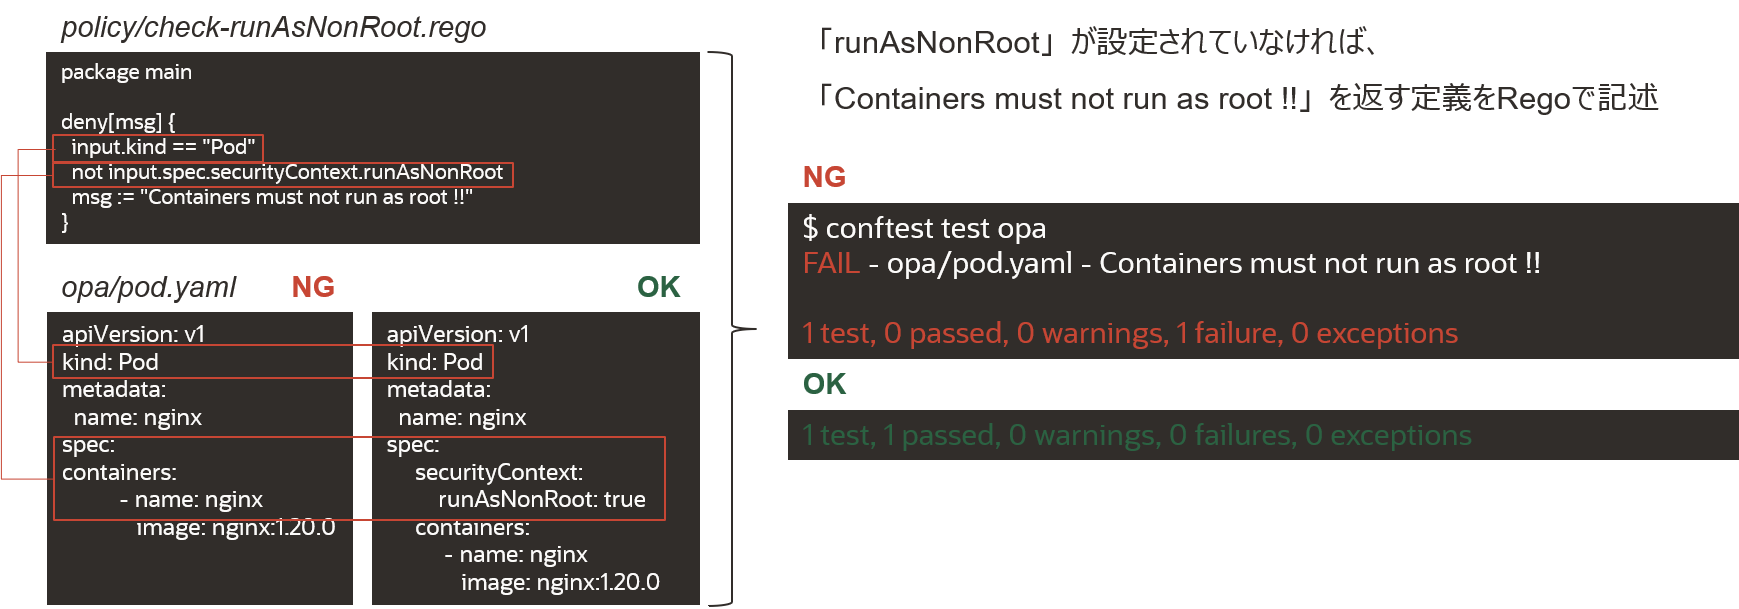 policy/check-runAsNonRoot.rego
package main
deny[msg] {
input.kind == "Pod"
not input.spec.securityContext.runAsNonRoot
msg := "Containers must not run as root !!"
}
opa/pod.yaml NG
apiVersion: v1
kind: Pod
metadata:
name: nginx
spec:
containers:
- name: nginx
image: nginx:1.20.0
OK
apiVersion: v1
kind: Pod
metadata:
name: nginx
spec:
securityContext:
runAsNonRoot: true
containers:
- name: nginx
image: nginx:1.20.0
「runAsNonRoot」が設定されていなければ、
「Containers must not run as root !!」を返す定義をRegoで記述
NG
$ conftest test opa
FAIL - opa/pod.yaml - Containers must not run as root !!
1 test, 0 passed, 0 warnings, 1 failure, 0 exceptions
OK
1 test, 1 passed, 0 warnings, 0 failures, 0 exceptions